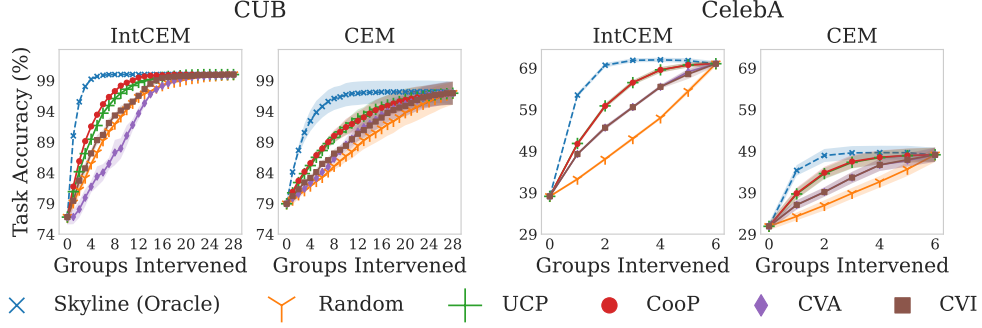 CUB
CelebA
IntCEM
CEM
IntCEM
CEM
Task Accuracy (%)
99
94
89
84
79
74
0 4 8 12 16 20 24 28
Groups Intervened
99
94
89
84
79
74
0 4 8 12 16 20 24 28
Groups Intervened
69
59
49
39
29
0 2 4 6
Groups Intervened
69
59
49
39
29
0 2 4 6
Groups Intervened
Skyline (Oracle) Random UCP CooP CVA CVI